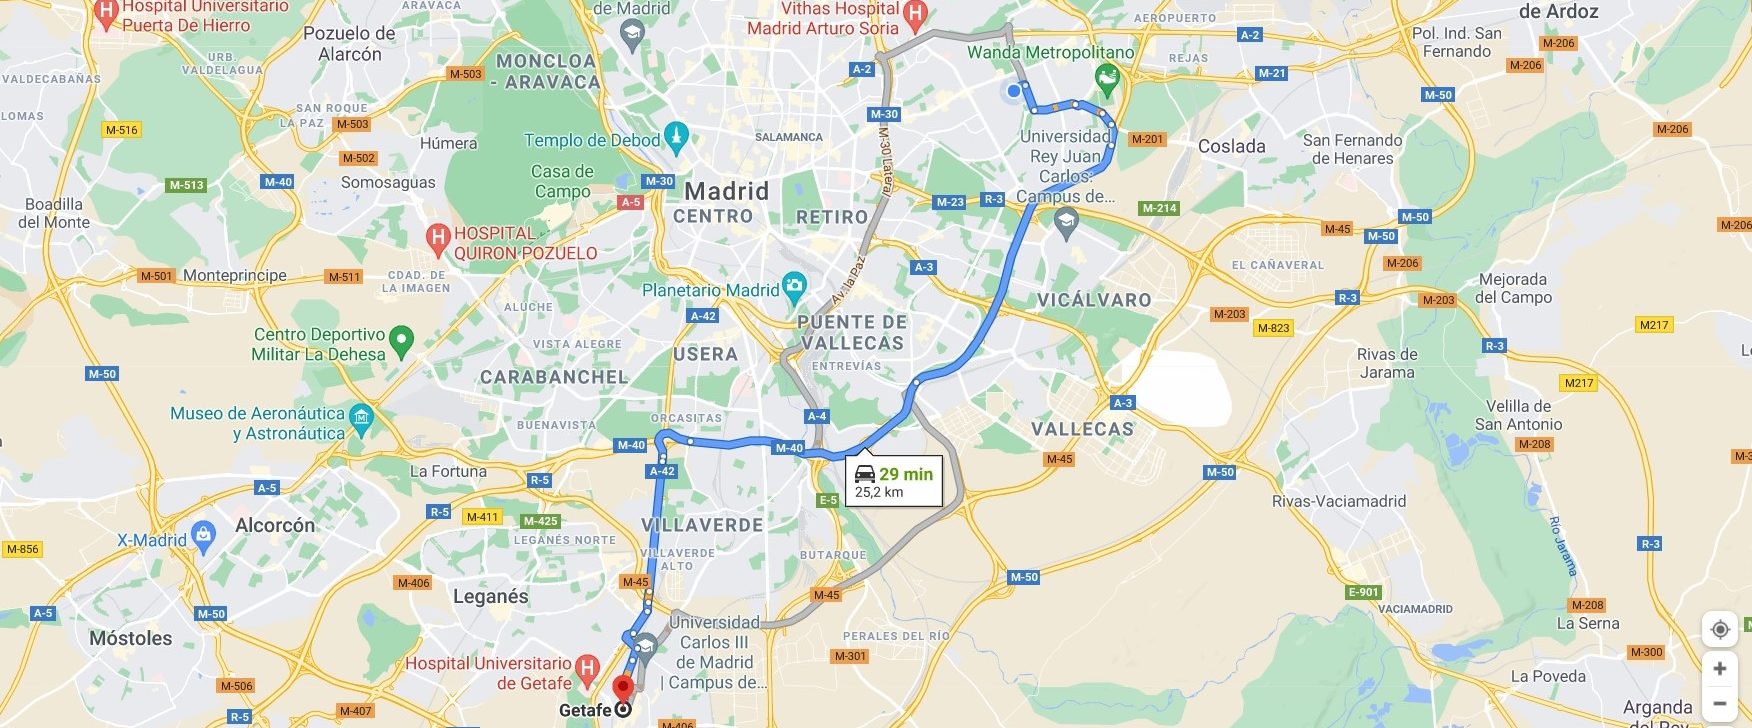 Hospital Universitario
Puerta De Hierro
ARAVACA
de Madrid
Vithas Hospital
Madrid Arturo Soria
AEROPUERTO
de Ardoz
Pozuelo de
Alarcón
A-2
Pol. Ind. San
Fernando
M-206
URB.
VALDELAGUA
MONCLOA
- ARAVACA
Wanda Metropolitano
REJAS
VALDECABAÑAS
M-503
A-2
M-21
M-206
M-50
LOMAS
SAN ROQUE
LA PAZ
M-503
M-30
M-516
Húmera
Templo de Debod
SALAMANCA
Universidad
Rey Juan
Carlos:
Campus de...
M-201
Coslada
San Fernando
de Henares
M-206
M-502
M-30 Lateral
M-513
M-40
Somosaguas
Casa de
Campo
M-30
Madrid
CENTRO
A-5
RETIRO
M-23
R-3
M-214
Boadilla
del Monte
M-50
M-45
M-50
M-206
HOSPITAL
QUIRON POZUELO
A-3
EL CAÑAVERAL
M-206
M-501
Monteprincipe
M-511
CDAD. DE
LA IMAGEN
Av. la Paz
Mejorada
del Campo
Planetario Madrid
VICÁLVARO
R-3
M-203
ALUCHE
A-42
M-203
M-823
M217
Centro Deportivo
Militar La Dehesa
VISTA ALEGRE
USERA
PUENTE DE
VALLECAS
ENTREVÍAS
Rivas de
Jarama
R-3
M-50
CARABANCHEL
M217
A-3
Museo de Aeronáutica
y Astronáutica
BUENAVISTA
ORCASITAS
A-4
VALLECAS
Velilla de
San Antonio
M-208
M-40
M-40
La Fortuna
A-42
M-45
M-50
R-5
A-5
29 min
25,2 km
E-5
Rivas-Vaciamadrid
R-5
M-411
M-425
Alcorcón
VILLAVERDE
X-Madrid
LEGANÉS NORTE
VILLAVERDE
ALTO
BUTARQUE
Río Jarama
R-3
M-856
M-406
M-45
M-50
Leganés
M-45
E-901
VACIAMADRID
M-208
La Serna
A-5
M-50
Móstoles
Universidad
Carlos III
de Madrid
| Campus de...
PERALES DEL RÍO
M-301
M-300
Hospital Universitario
de Getafe
La Poveda
M-506
Getafe
M-407
R-5
M-406
Arganda
del Rey